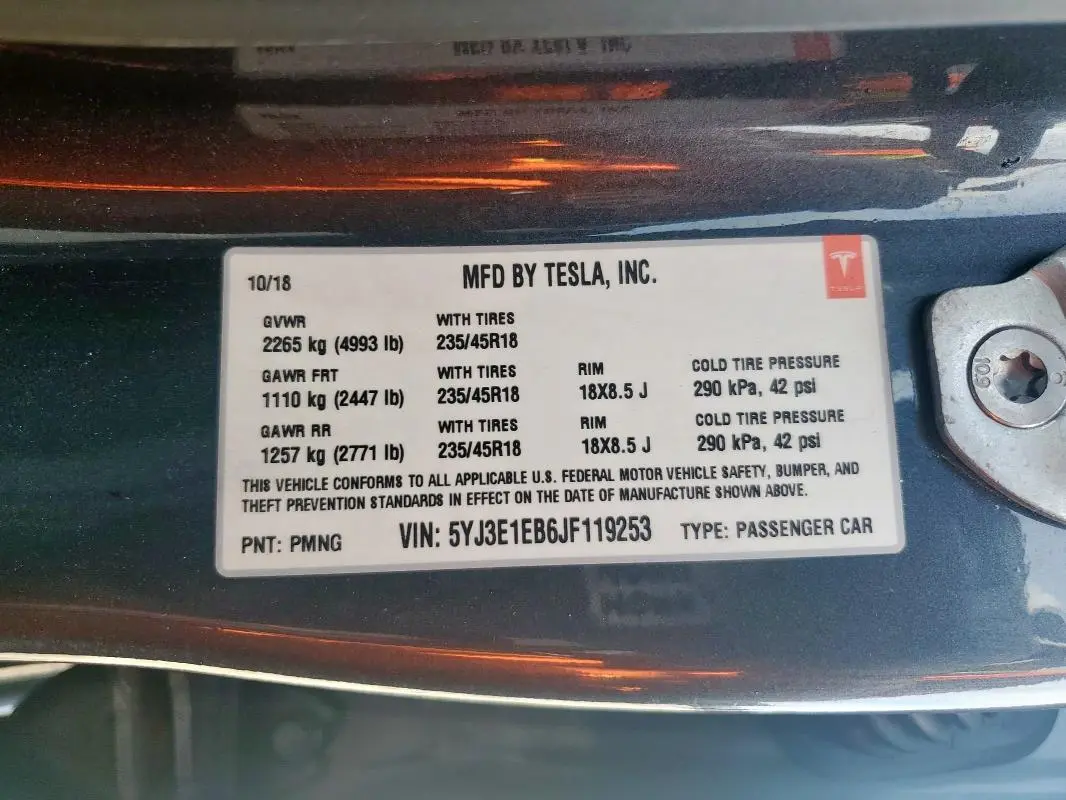 10/18
MFD BY TESLA, INC.
TESLA
GVWR WITH TIRES
2265 kg (4993 lb) 235/45R18
GAWR FRT WITH TIRES RIM COLD TIRE PRESSURE
1110 kg (2447 lb) 235/45R18 18X8.5 J 290 kPa, 42 psi
GAWR RR WITH TIRES RIM COLD TIRE PRESSURE
1257 kg (2771 lb) 235/45R18 18X8.5 J 290 kPa, 42 psi
THIS VEHICLE CONFORMS TO ALL APPLICABLE U.S. FEDERAL MOTOR VEHICLE SAFETY, BUMPER, AND
THEFT PREVENTION STANDARDS IN EFFECT ON THE DATE OF MANUFACTURE SHOWN ABOVE.
PNT: PMNG VIN: 5YJ3E1EB6JF119253 TYPE: PASSENGER CAR
10.9